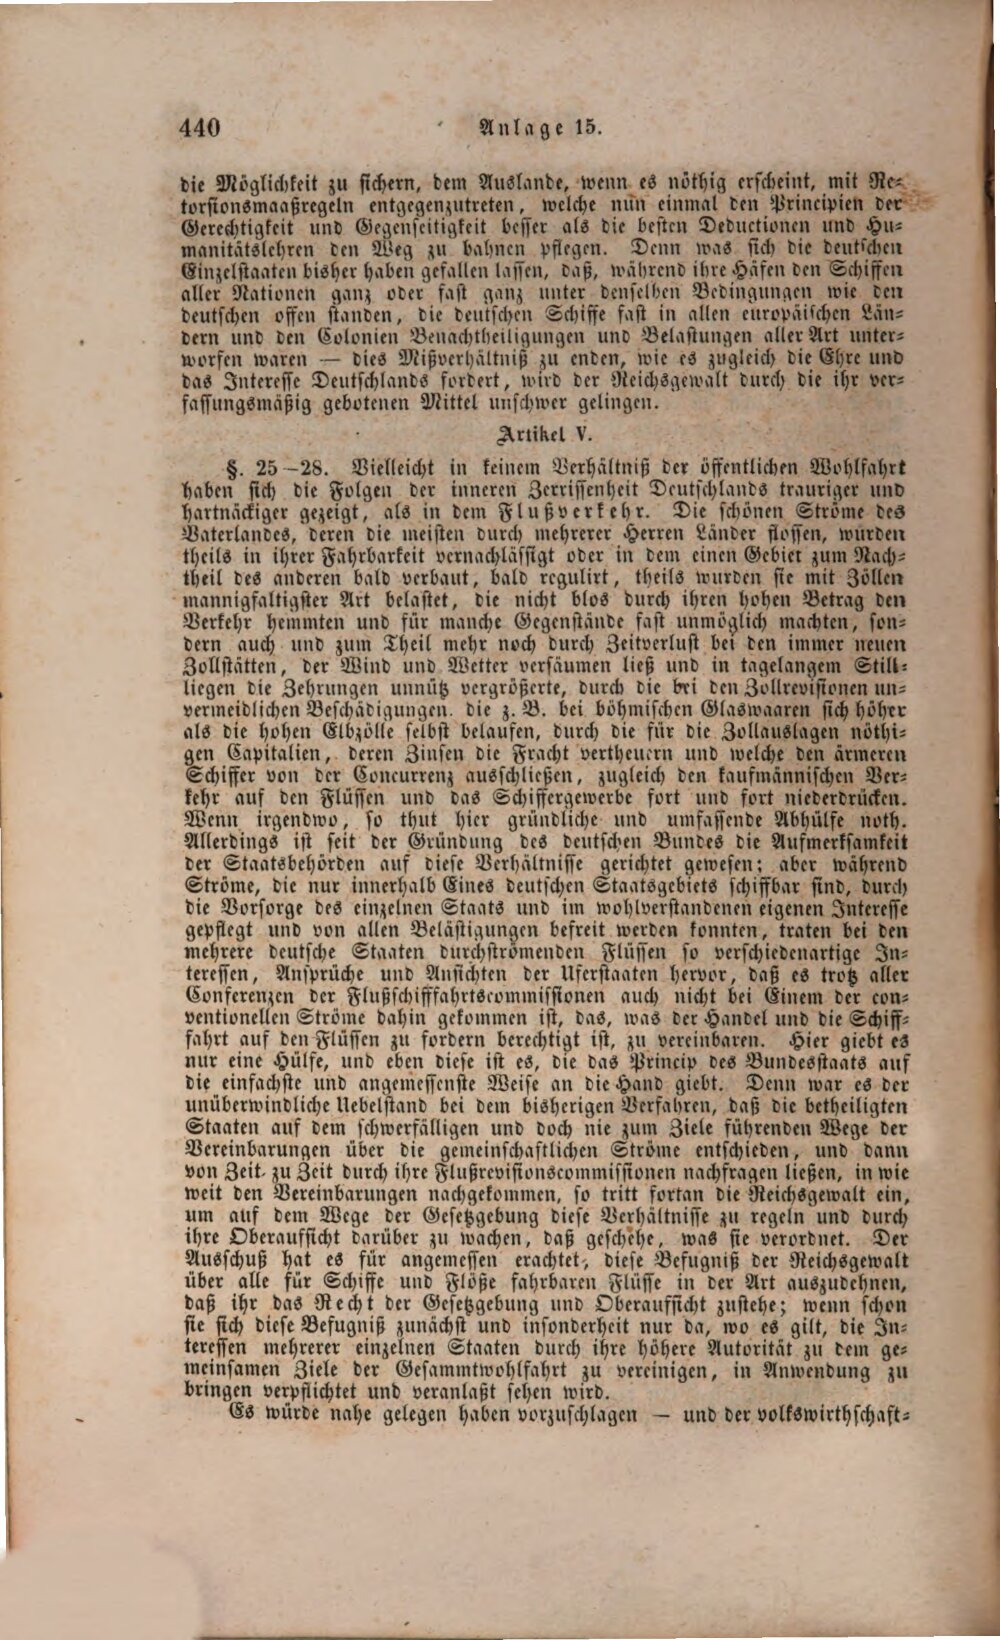 440 Anlage 15.
die Möglichkeit zu sichern, dem Auslande, wenn es nöthig erscheint, mit Re-
torsionsmaaßregeln entgegenzutreten, welche nun einmal den Principien der
Gerechtigkeit und Gegenseitigkeit besser als die besten Deductionen und Hu-
manitätslehren den Weg zu bahnen pflegen. Denn was sich die deutschen
Einzelstaaten bisher haben gefallen lassen, daß, während ihre Häfen den Schiffen
aller Nationen ganz oder fast ganz unter denselben Bedingungen wie den
deutschen offen standen, die deutschen Schiffe fast in allen europäischen Län-
dern und den Colonien Benachtheiligungen und Belastungen aller Art unter-
worfen waren — dies Mißverhältniß zu enden, wie es zugleich die Ehre und
das Interesse Deutschlands fordert, wird der Reichsgewalt durch die ihr ver-
fassungsmäßig gebotenen Mittel unschwer gelingen.
Artikel V.
§. 25—28. Vielleicht in keinem Verhältniß der öffentlichen Wohlfahrt
haben sich die Folgen der inneren Zerrissenheit Deutschlands trauriger und
hartnäckiger gezeigt, als in dem Flußverkehr. Die schönen Ströme des
Vaterlandes, deren die meisten durch mehrerer Herren Länder flossen, wurden
theils in ihrer Fahrbarkeit vernachlässigt oder in dem einen Gebiet zum Nach-
theil des anderen bald verbaut, bald regulirt, theils wurden sie mit Zöllen
mannigfaltigster Art belastet, die nicht blos durch ihren hohen Betrag den
Verkehr hemmten und für manche Gegenstände fast unmöglich machten, son-
dern auch und zum Theil mehr noch durch Zeitverlust bei den immer neuen
Zollstätten, der Wind und Wetter versäumen ließ und in tagelangem Still-
liegen die Zehrungen unnütz vergrößerte, durch die bei den Zollrevisionen un-
vermeidlichen Beschädigungen. die z. B. bei böhmischen Glaswaaren sich höher
als die hohen Elbzölle selbst belaufen, durch die für die Zollauslagen nöthi-
gen Capitalien, deren Zinsen die Fracht vertheuern und welche den ärmeren
Schiffer von der Concurrenz ausschließen, zugleich den kaufmännischen Ver-
kehr auf den Flüssen und das Schiffergewerbe fort und fort niederdrücken.
Wenn irgendwo, so thut hier gründliche und umfassende Abhülfe noth.
Allerdings ist seit der Gründung des deutschen Bundes die Aufmerksamkeit
der Staatsbehörden auf diese Verhältnisse gerichtet gewesen; aber während
Ströme, die nur innerhalb Eines deutschen Staatsgebiets schiffbar sind, durch
die Vorsorge des einzelnen Staats und im wohlverstandenen eigenen Interesse
gepflegt und von allen Belästigungen befreit werden konnten, traten bei den
mehrere deutsche Staaten durchströmenden Flüssen so verschiedenartige In-
teressen, Ansprüche und Ansichten der Uferstaaten hervor, daß es trotz aller
Conferenzen der Flußschifffahrtscommissionen auch nicht bei Einem der con-
ventionellen Ströme dahin gekommen ist, das, was der Handel und die Schiff-
fahrt auf den Flüssen zu fordern berechtigt ist, zu vereinbaren. Hier giebt es
nur eine Hülfe, und eben diese ist es, die das Princip des Bundesstaats auf
die einfachste und angemessenste Weise an die Hand giebt. Denn war es der
unüberwindliche Uebelstand bei dem bisherigen Verfahren, daß die betheiligten
Staaten auf dem schwerfälligen und doch nie zum Ziele führenden Wege der
Vereinbarungen über die gemeinschaftlichen Ströme entschieden, und dann
von Zeit zu Zeit durch ihre Flußrevisionscommissionen nachfragen ließen, in wie
weit den Vereinbarungen nachgekommen, so tritt fortan die Reichsgewalt ein,
um auf dem Wege der Gesetzgebung diese Verhältnisse zu regeln und durch
ihre Oberaufsicht darüber zu wachen, daß geschehe, was sie verordnet. Der
Ausschuß hat es für angemessen erachtet, diese Befugniß der Reichsgewalt
über alle für Schiffe und Flöße fahrbaren Flüsse in der Art auszudehnen,
daß ihr das Recht der Gesetzgebung und Oberaufsicht zustehe; wenn schon
sie sich diese Befugniß zunächst und insonderheit nur da, wo es gilt, die In-
teressen mehrerer einzelnen Staaten durch ihre höhere Autorität zu dem ge-
meinsamen Ziele der Gesammtwohlfahrt zu vereinigen, in Anwendung zu
bringen verpflichtet und veranlaßt sehen wird.
Es würde nahe gelegen haben vorzuschlagen — und der volkswirthschaft-